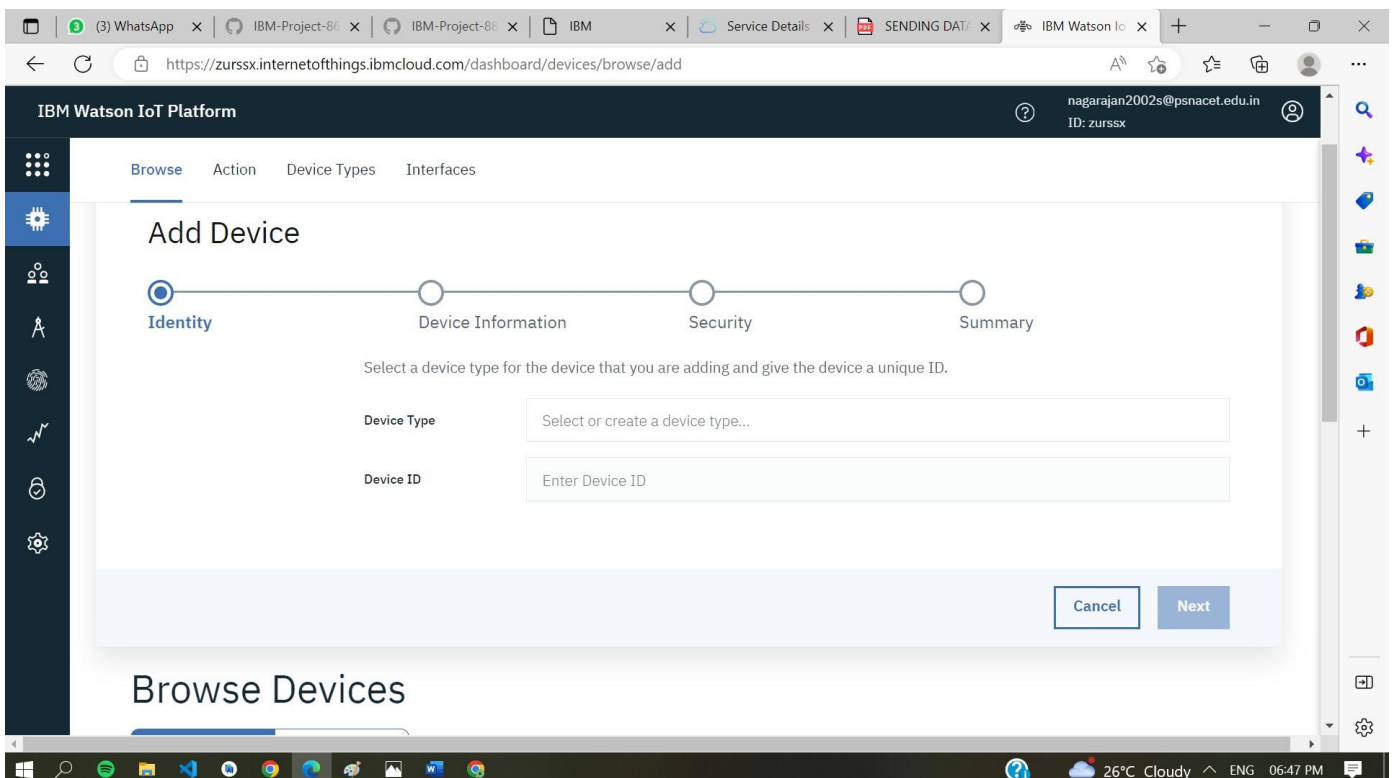 (3) WhatsApp
IBM-Project-86
IBM-Project-88
IBM
Service Details
SENDING DATA
IBM Watson Io
https://zurssx.internetofthings.ibmcloud.com/dashboard/devices/browse/add
IBM Watson IoT Platform
nagarajan2002s@psnacet.edu.in
ID: zurssx
Browse Action Device Types Interfaces
Add Device
Identity Device Information Security Summary
Select a device type for the device that you are adding and give the device a unique ID.
Device Type Select or create a device type...
Device ID Enter Device ID
Cancel Next
Browse Devices
26°C Cloudy ENG 06:47 PM